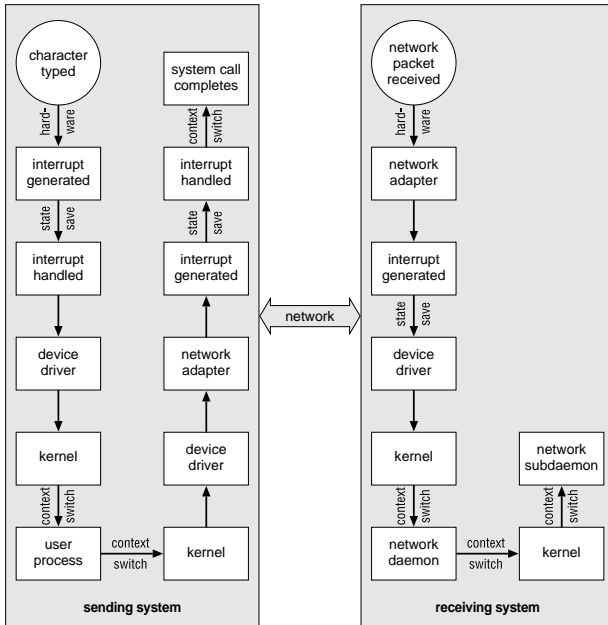 character
typed
hard-
ware
interrupt
generated
state
save
interrupt
handled
device
driver
kernel
context
switch
user
process
context
switch
kernel
device
driver
network
adapter
interrupt
generated
state
save
interrupt
handled
context
switch
system call
completes
sending system
network
network
packet
received
hard-
ware
network
adapter
interrupt
generated
state
save
device
driver
kernel
context
switch
network
daemon
context
switch
kernel
context
switch
network
subdaemon
receiving system